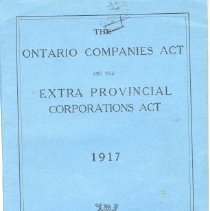 THE
ONTARIO COMPANIES ACT
AND THE
EXTRA PROVINCIAL
CORPORATIONS ACT
1917